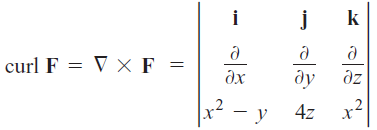 i j k
curl F = ∇ × F = ∂/∂x ∂/∂y ∂/∂z
x² − y 4z x²